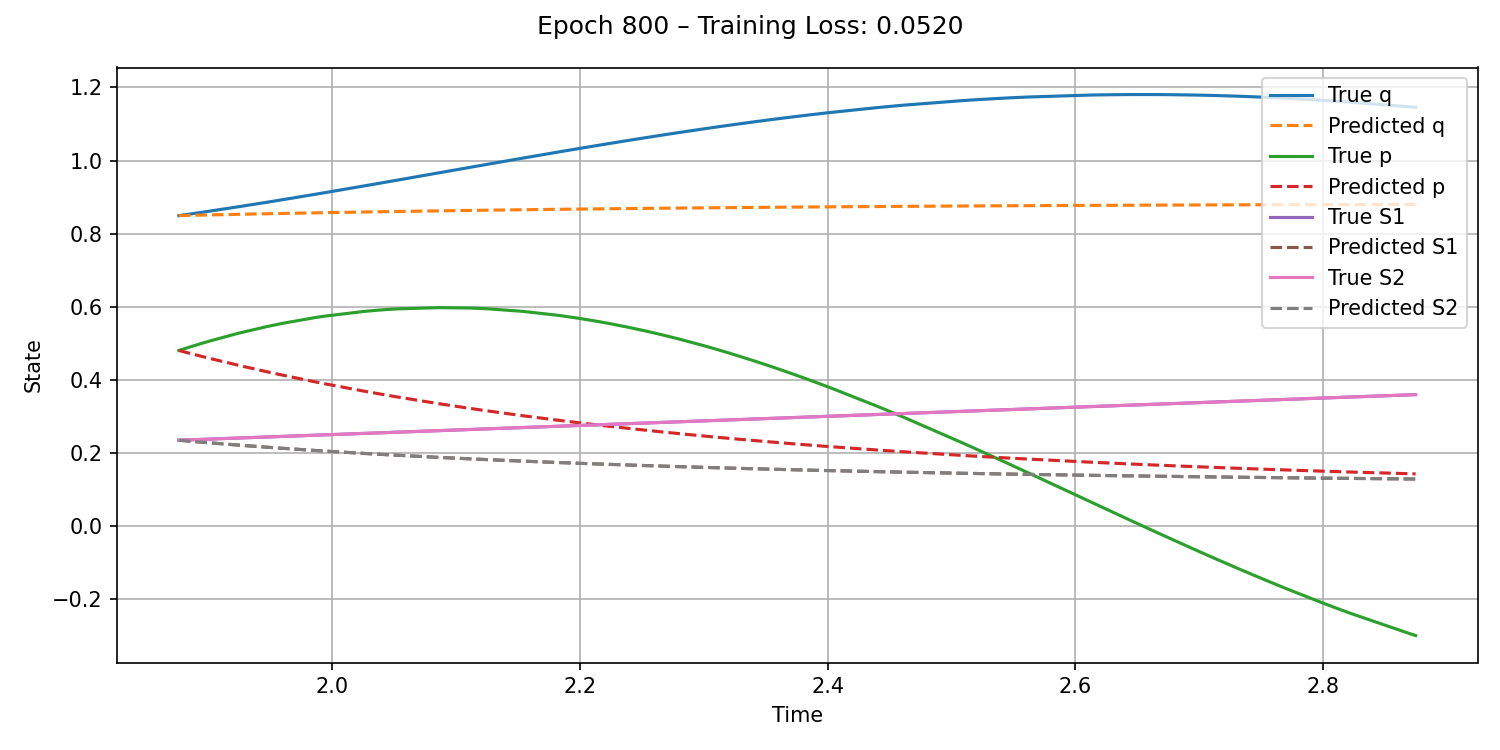 Epoch 800 – Training Loss: 0.0520
1.2
1.0
0.8
0.6
0.4
0.2
0.0
−0.2
State
True q
Predicted q
True p
Predicted p
True S1
Predicted S1
True S2
Predicted S2
2.0
2.2
2.4
2.6
2.8
Time